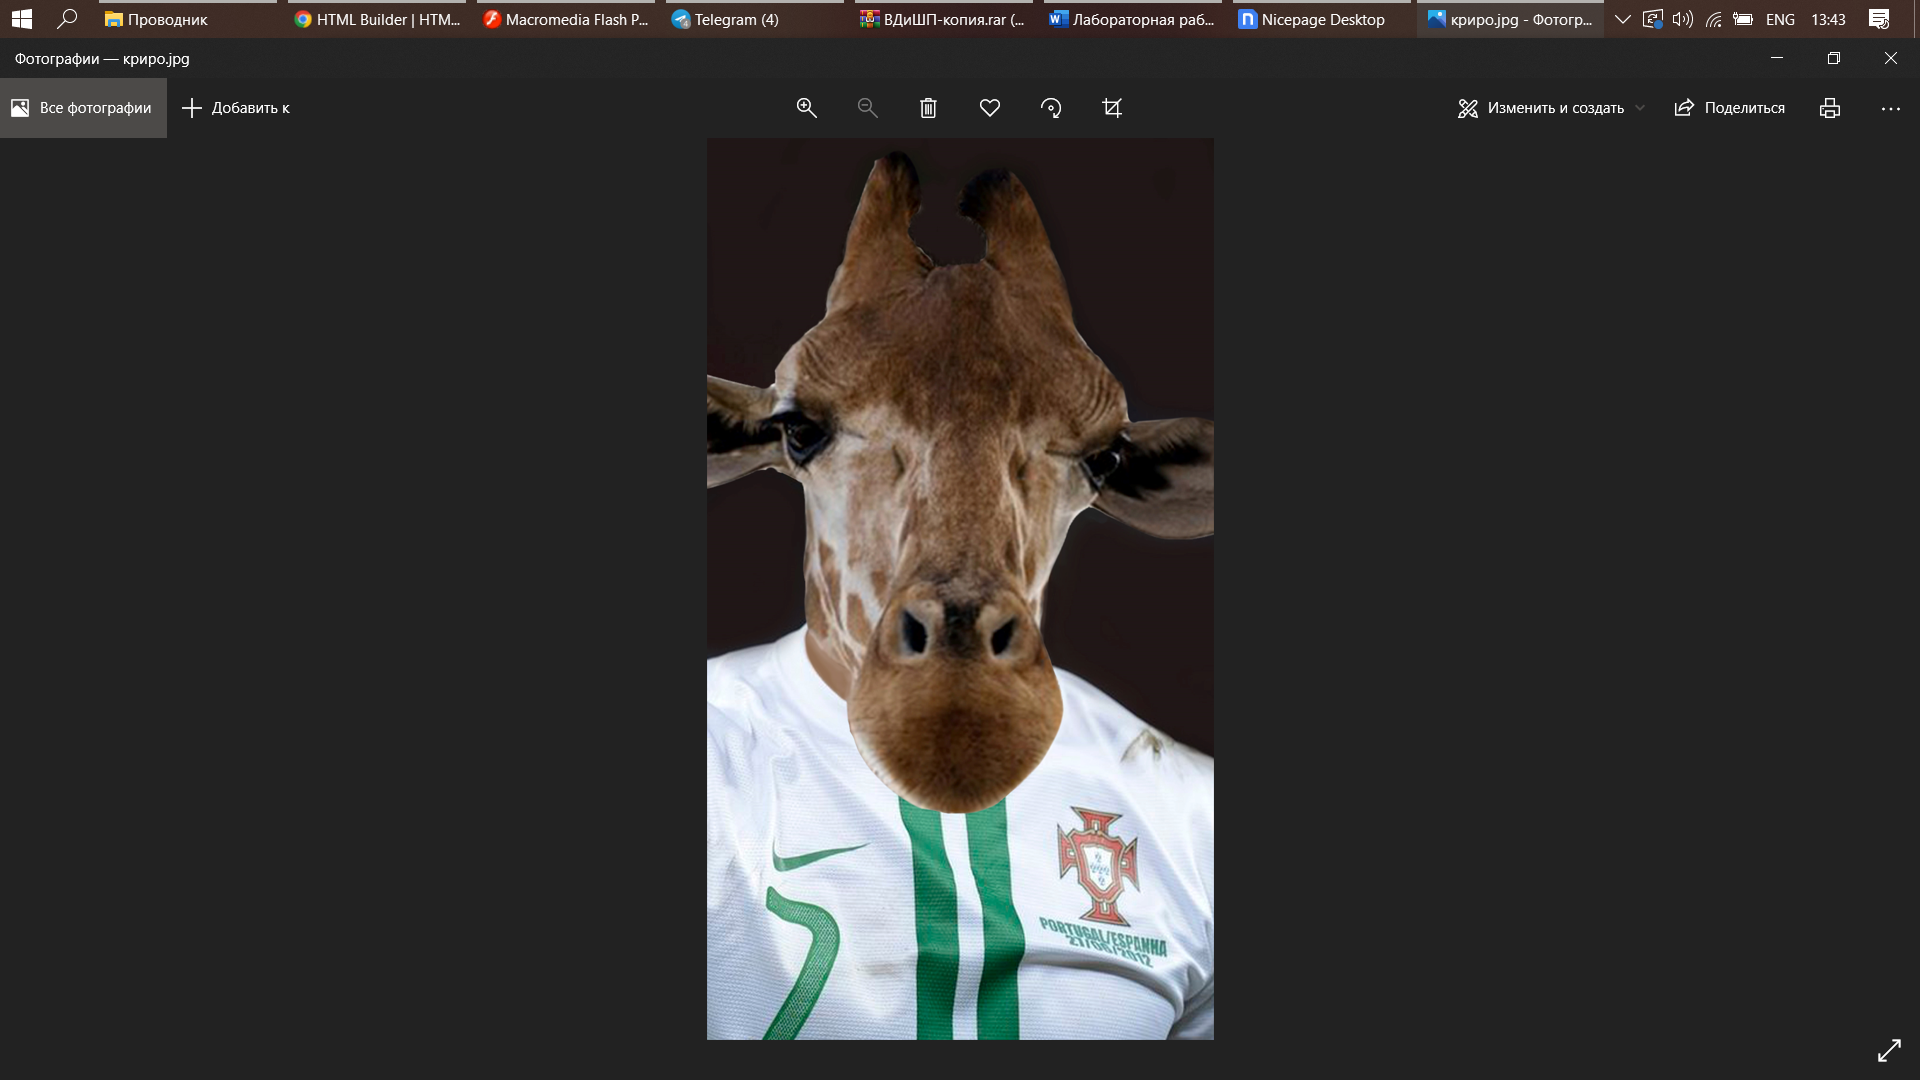 Проводник
HTML Builder | HTM...
Macromedia Flash P...
Telegram (4)
ВДиШП-копия.rar (...
Лабораторная раб...
Nicepage Desktop
криро.jpg - Фотогр...
ENG
13:43
Фотографии — криро.jpg
Все фотографии
Добавить к
Изменить и создать
Поделиться
7
PORTUGAL/ESPANHA
27/06/2012